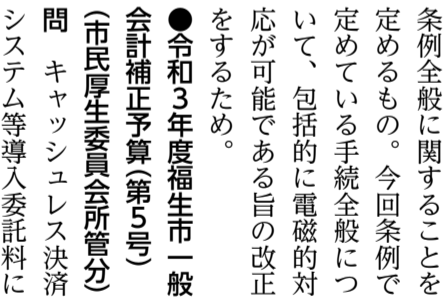 条例全般に関することを
定めるもの。今回条例で
定めている手続全般につ
いて、包括的に電磁的対
応が可能である旨の改正
をするため。
●令和3年度福生市一般
会計補正予算（第5号）
（市民厚生委員会所管分）
問　キャッシュレス決済
システム等導入委託料に